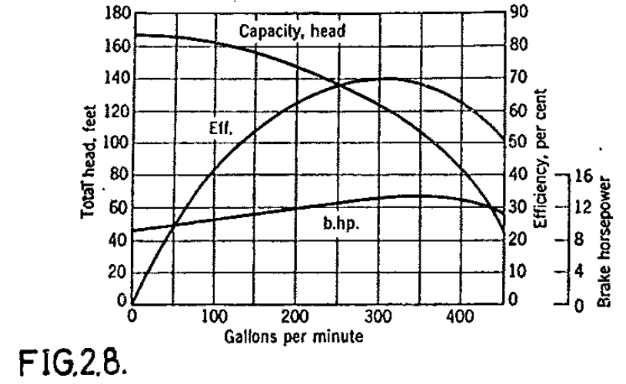 180
160
140
120
100
80
60
40
20
0
Total head, feet
Capacity, head
Eff.
b.hp.
90
80
70
60
50
40
30
20
10
0
Efficiency, per cent
16
12
8
4
0
Brake horsepower
0 100 200 300 400
Gallons per minute
FIG.2.8.